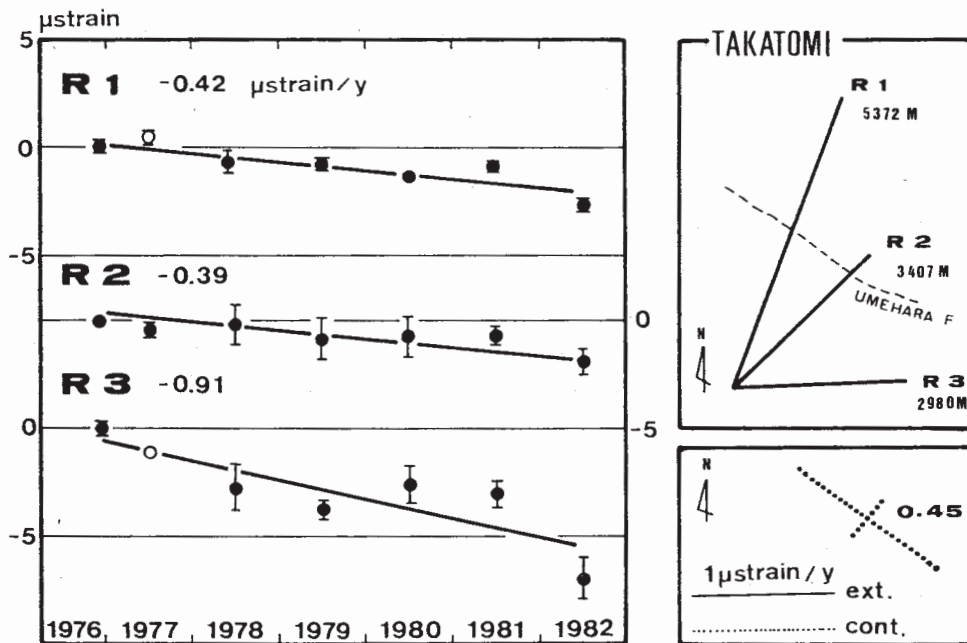 µstrain
5
R 1 -0.42 µstrain/y
0
-5
R 2 -0.39
0
R 3 -0.91
0
-5
-5
1976 1977 1978 1979 1980 1981 1982
TAKATOMI
R 1
5372 M
R 2
3407 M
UMEHARA F
N
R 3
2980M
N
0.45
1µstrain/y
ext.
cont.